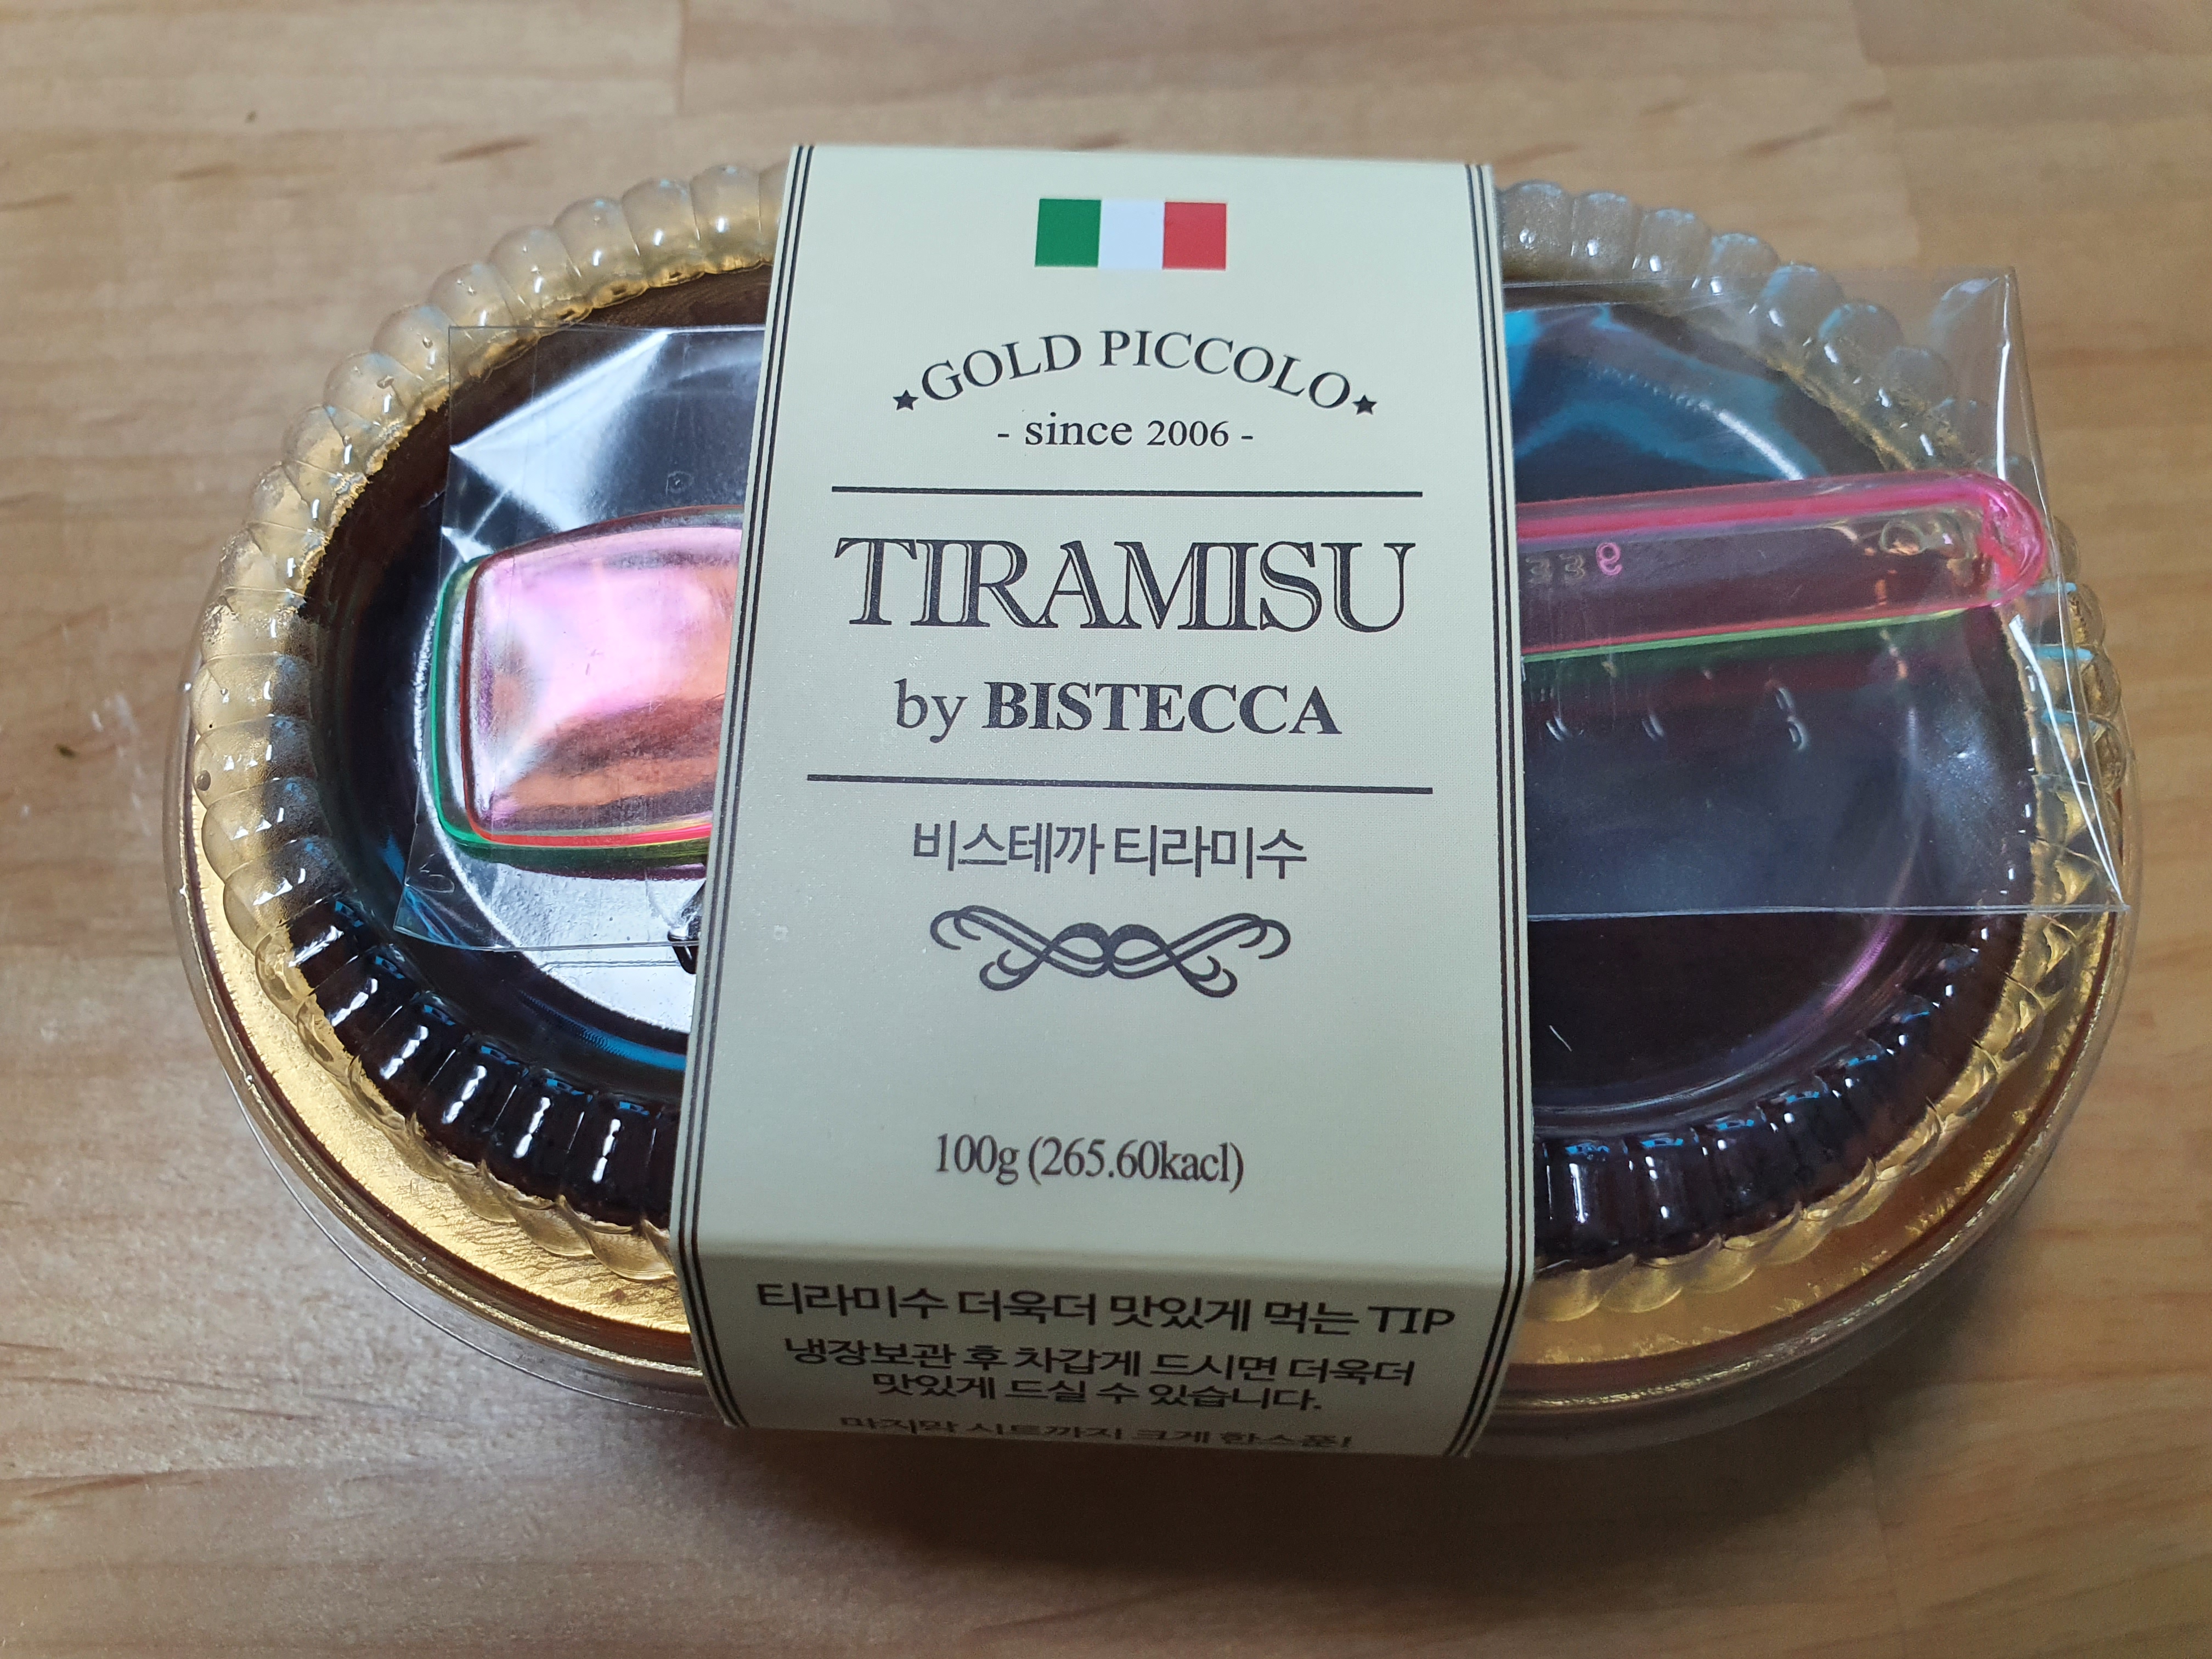 ★GOLD PICCOLO★
- since 2006 -
TIRAMISU
by BISTECCA
비스테까 티라미수
100g (265.60kacl)
티라미수 더욱더 맛있게 먹는 TIP
냉장보관 후 차갑게 드시면 더욱더
맛있게 드실 수 있습니다.
마지막 시트까지 크게 한스푼!